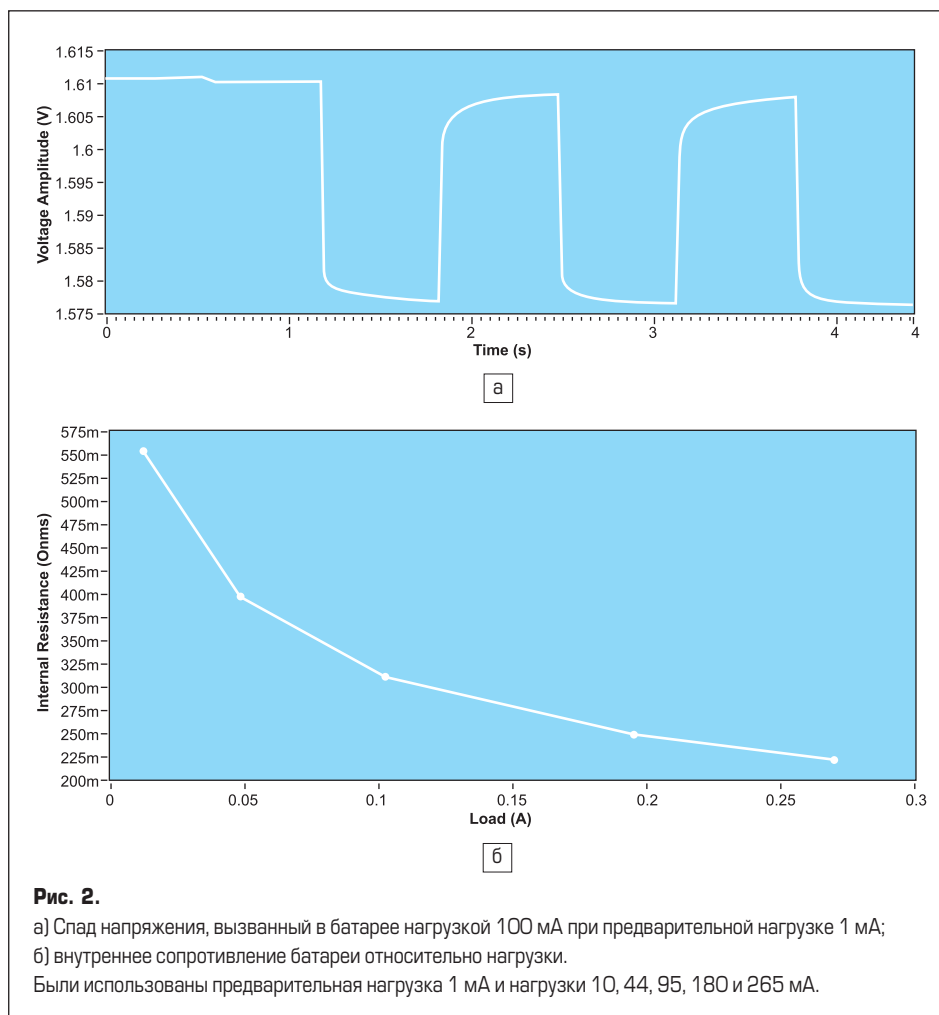 1.615
1.61
1.605
1.6
1.595
1.59
1.585
1.58
1.575
Voltage Amplitude (V)
0 1 2 3 4 4
Time (s)
а
575m
550m
525m
500m
475m
450m
425m
400m
375m
350m
325m
300m
275m
250m
225m
200m
Internal Resistance (Onms)
0 0.05 0.1 0.15 0.2 0.25 0.3
Load (A)
б
Рис. 2.
а) Спад напряжения, вызванный в батарее нагрузкой 100 мА при предварительной нагрузке 1 мА;
б) внутреннее сопротивление батареи относительно нагрузки.
Были использованы предварительная нагрузка 1 мА и нагрузки 10, 44, 95, 180 и 265 мА.